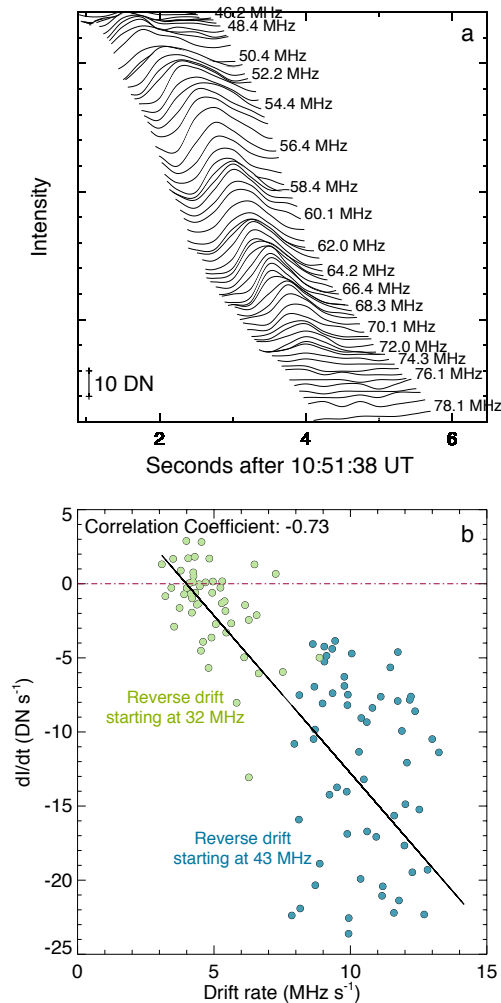 a
46.2 MHz
48.4 MHz
50.4 MHz
52.2 MHz
54.4 MHz
56.4 MHz
58.4 MHz
60.1 MHz
62.0 MHz
64.2 MHz
66.4 MHz
68.3 MHz
70.1 MHz
72.0 MHz
74.3 MHz
76.1 MHz
78.1 MHz
Intensity
10 DN
2 4 6
Seconds after 10:51:38 UT
b
Correlation Coefficient: -0.73
5
0
-5
-10
-15
-20
-25
dI/dt (DN s⁻¹)
Reverse drift
starting at 32 MHz
Reverse drift
starting at 43 MHz
0 5 10 15
Drift rate (MHz s⁻¹)